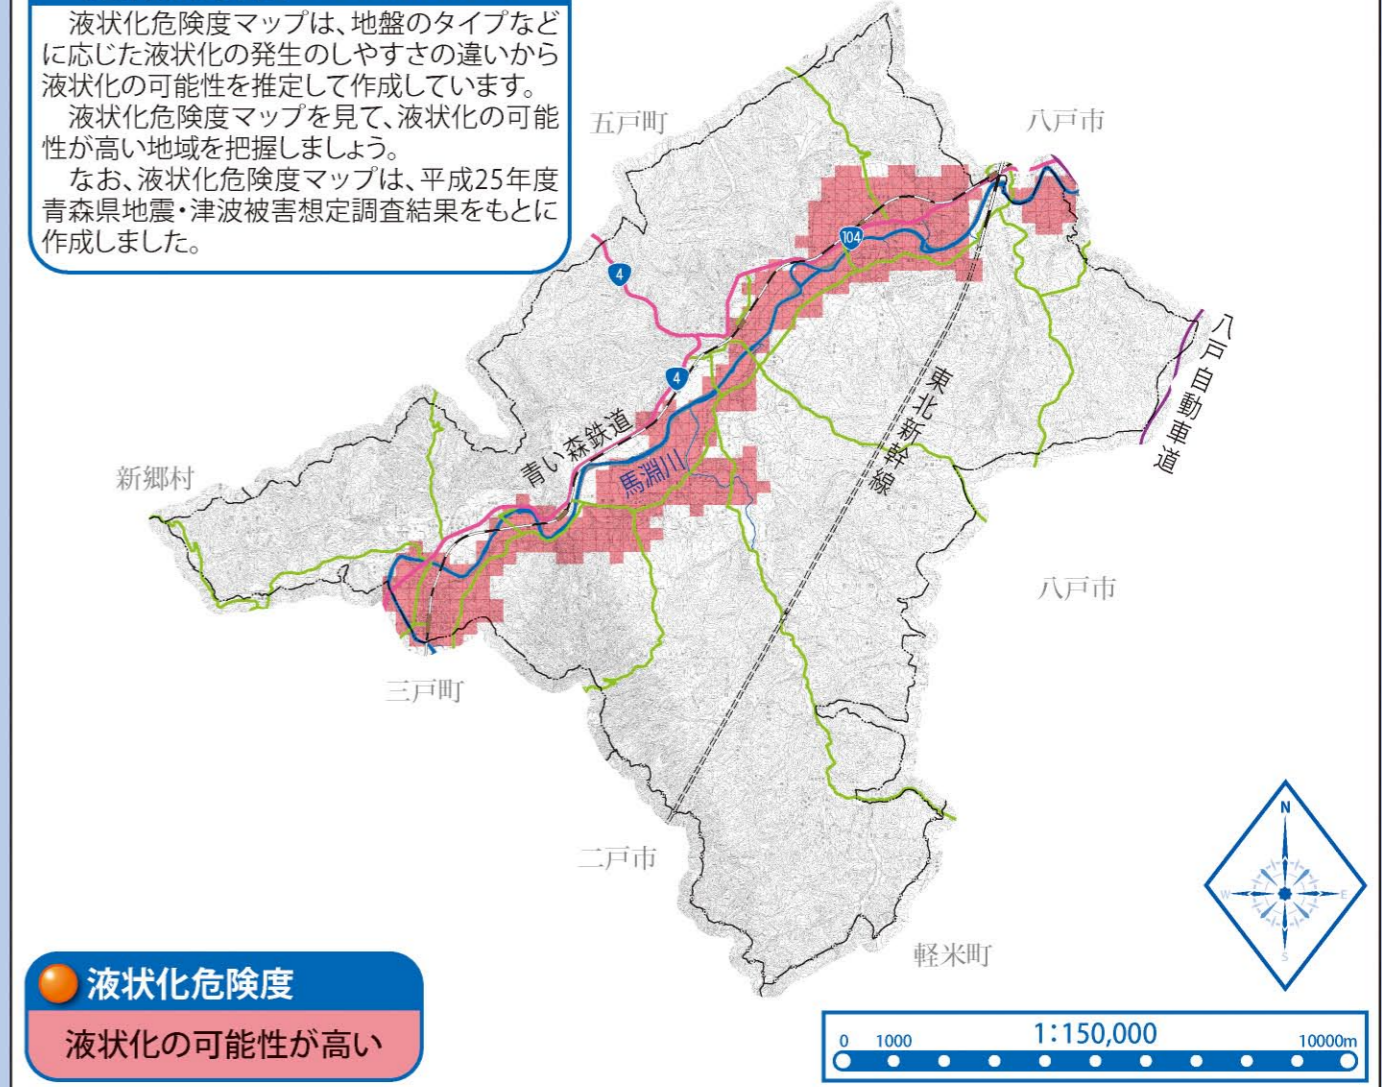 液状化危険度マップは、地盤のタイプなど
に応じた液状化の発生のしやすさの違いから
液状化の可能性を推定して作成しています。
液状化危険度マップを見て、液状化の可能
性が高い地域を把握しましょう。
なお、液状化危険度マップは、平成25年度
青森県地震・津波被害想定調査結果をもとに
作成しました。
五戸町
八戸市
104
4
八戸自動車道
4
東北新幹線
青い森鉄道
馬淵川
新郷村
八戸市
三戸町
二戸市
軽米町
N
W
E
S
液状化危険度
液状化の可能性が高い
1:150,000
0 1000 10000m